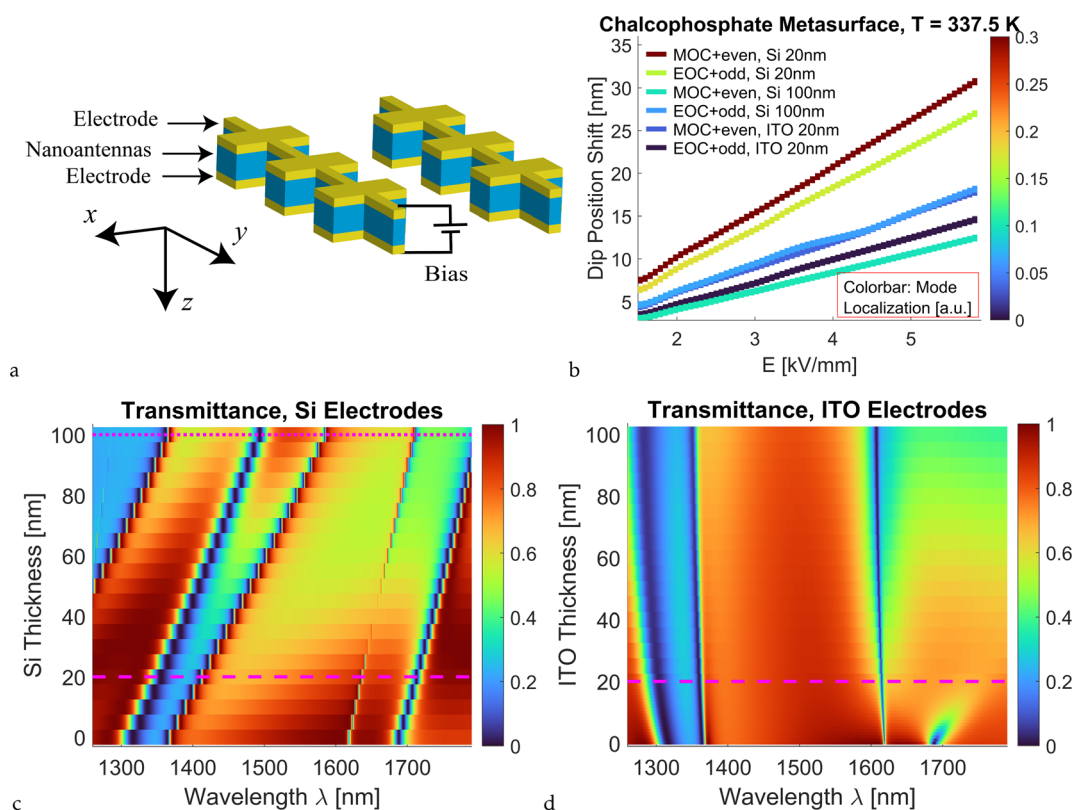 Electrode
Nanoantennas
Electrode
x
y
z
Bias
a
Chalcophosphate Metasurface, T = 337.5 K
MOC+even, Si 20nm
EOC+odd, Si 20nm
MOC+even, Si 100nm
EOC+odd, Si 100nm
MOC+even, ITO 20nm
EOC+odd, ITO 20nm
Colorbar: Mode
Localization [a.u.]
Dip Position Shift [nm]
35
30
25
20
15
10
5
2
3
4
5
E [kV/mm]
0.3
0.25
0.2
0.15
0.1
0.05
0
b
Transmittance, Si Electrodes
Si Thickness [nm]
100
80
60
40
20
0
1300
1400
1500
1600
1700
Wavelength λ [nm]
1
0.8
0.6
0.4
0.2
0
c
Transmittance, ITO Electrodes
ITO Thickness [nm]
100
80
60
40
20
0
1300
1400
1500
1600
1700
Wavelength λ [nm]
1
0.8
0.6
0.4
0.2
0
d